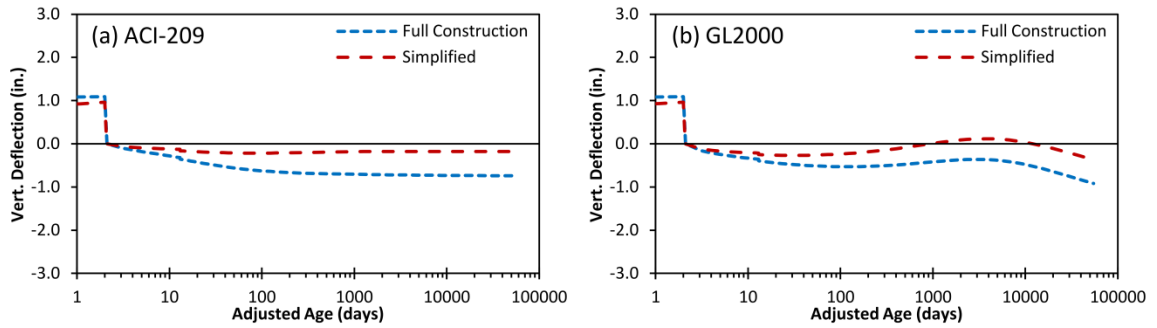 (a) ACI-209
Full Construction
Simplified
Vert. Deflection (in.)
3.0
2.0
1.0
0.0
-1.0
-2.0
-3.0
1 10 100 1000 10000 100000
Adjusted Age (days)
(b) GL2000
Full Construction
Simplified
Vert. Deflection (in.)
3.0
2.0
1.0
0.0
-1.0
-2.0
-3.0
1 10 100 1000 10000 100000
Adjusted Age (days)